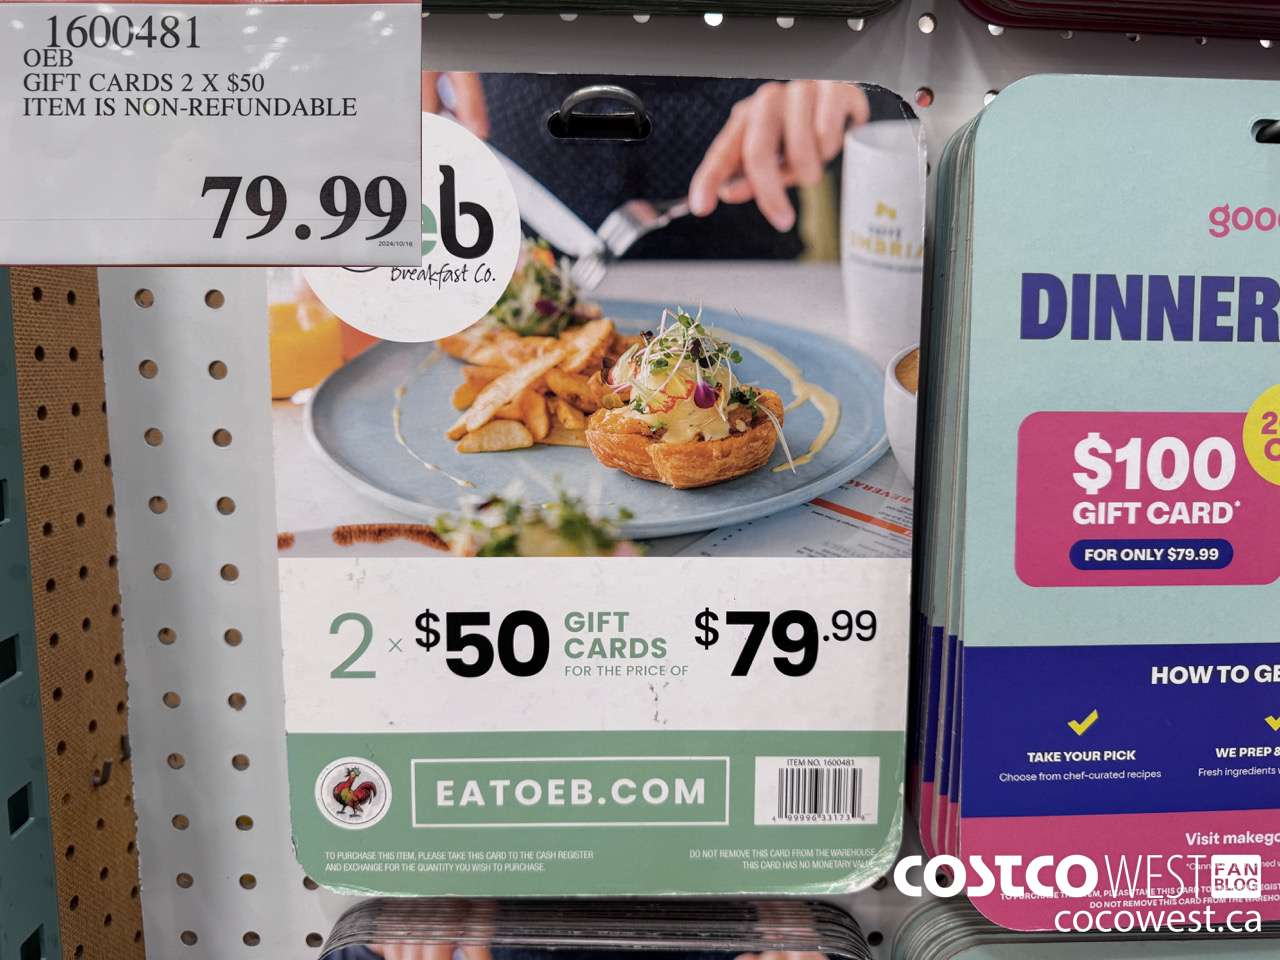 1600481
OEB
GIFT CARDS 2 X $50
ITEM IS NON-REFUNDABLE
79.99
2024/10/16
eb
Breakfast Co.
2 x $50 GIFT CARDS FOR THE PRICE OF $79.99
ITEM NO. 1600481
EATOEB.COM
TO PURCHASE THIS ITEM, PLEASE TAKE THIS CARD TO THE CASH REGISTER
AND EXCHANGE FOR THE QUANTITY YOU WISH TO PURCHASE.
DO NOT REMOVE THIS CARD FROM THE WAREHOUSE.
THIS CARD HAS NO MONETARY VALUE
goo
DINNER
$100
GIFT CARD*
FOR ONLY $79.99
HOW TO GE
TAKE YOUR PICK
Choose from chef-curated recipes
WE PREP &
Fresh ingredients
Visit makego
COSTCO WEST FAN BLOG
cocowest.ca